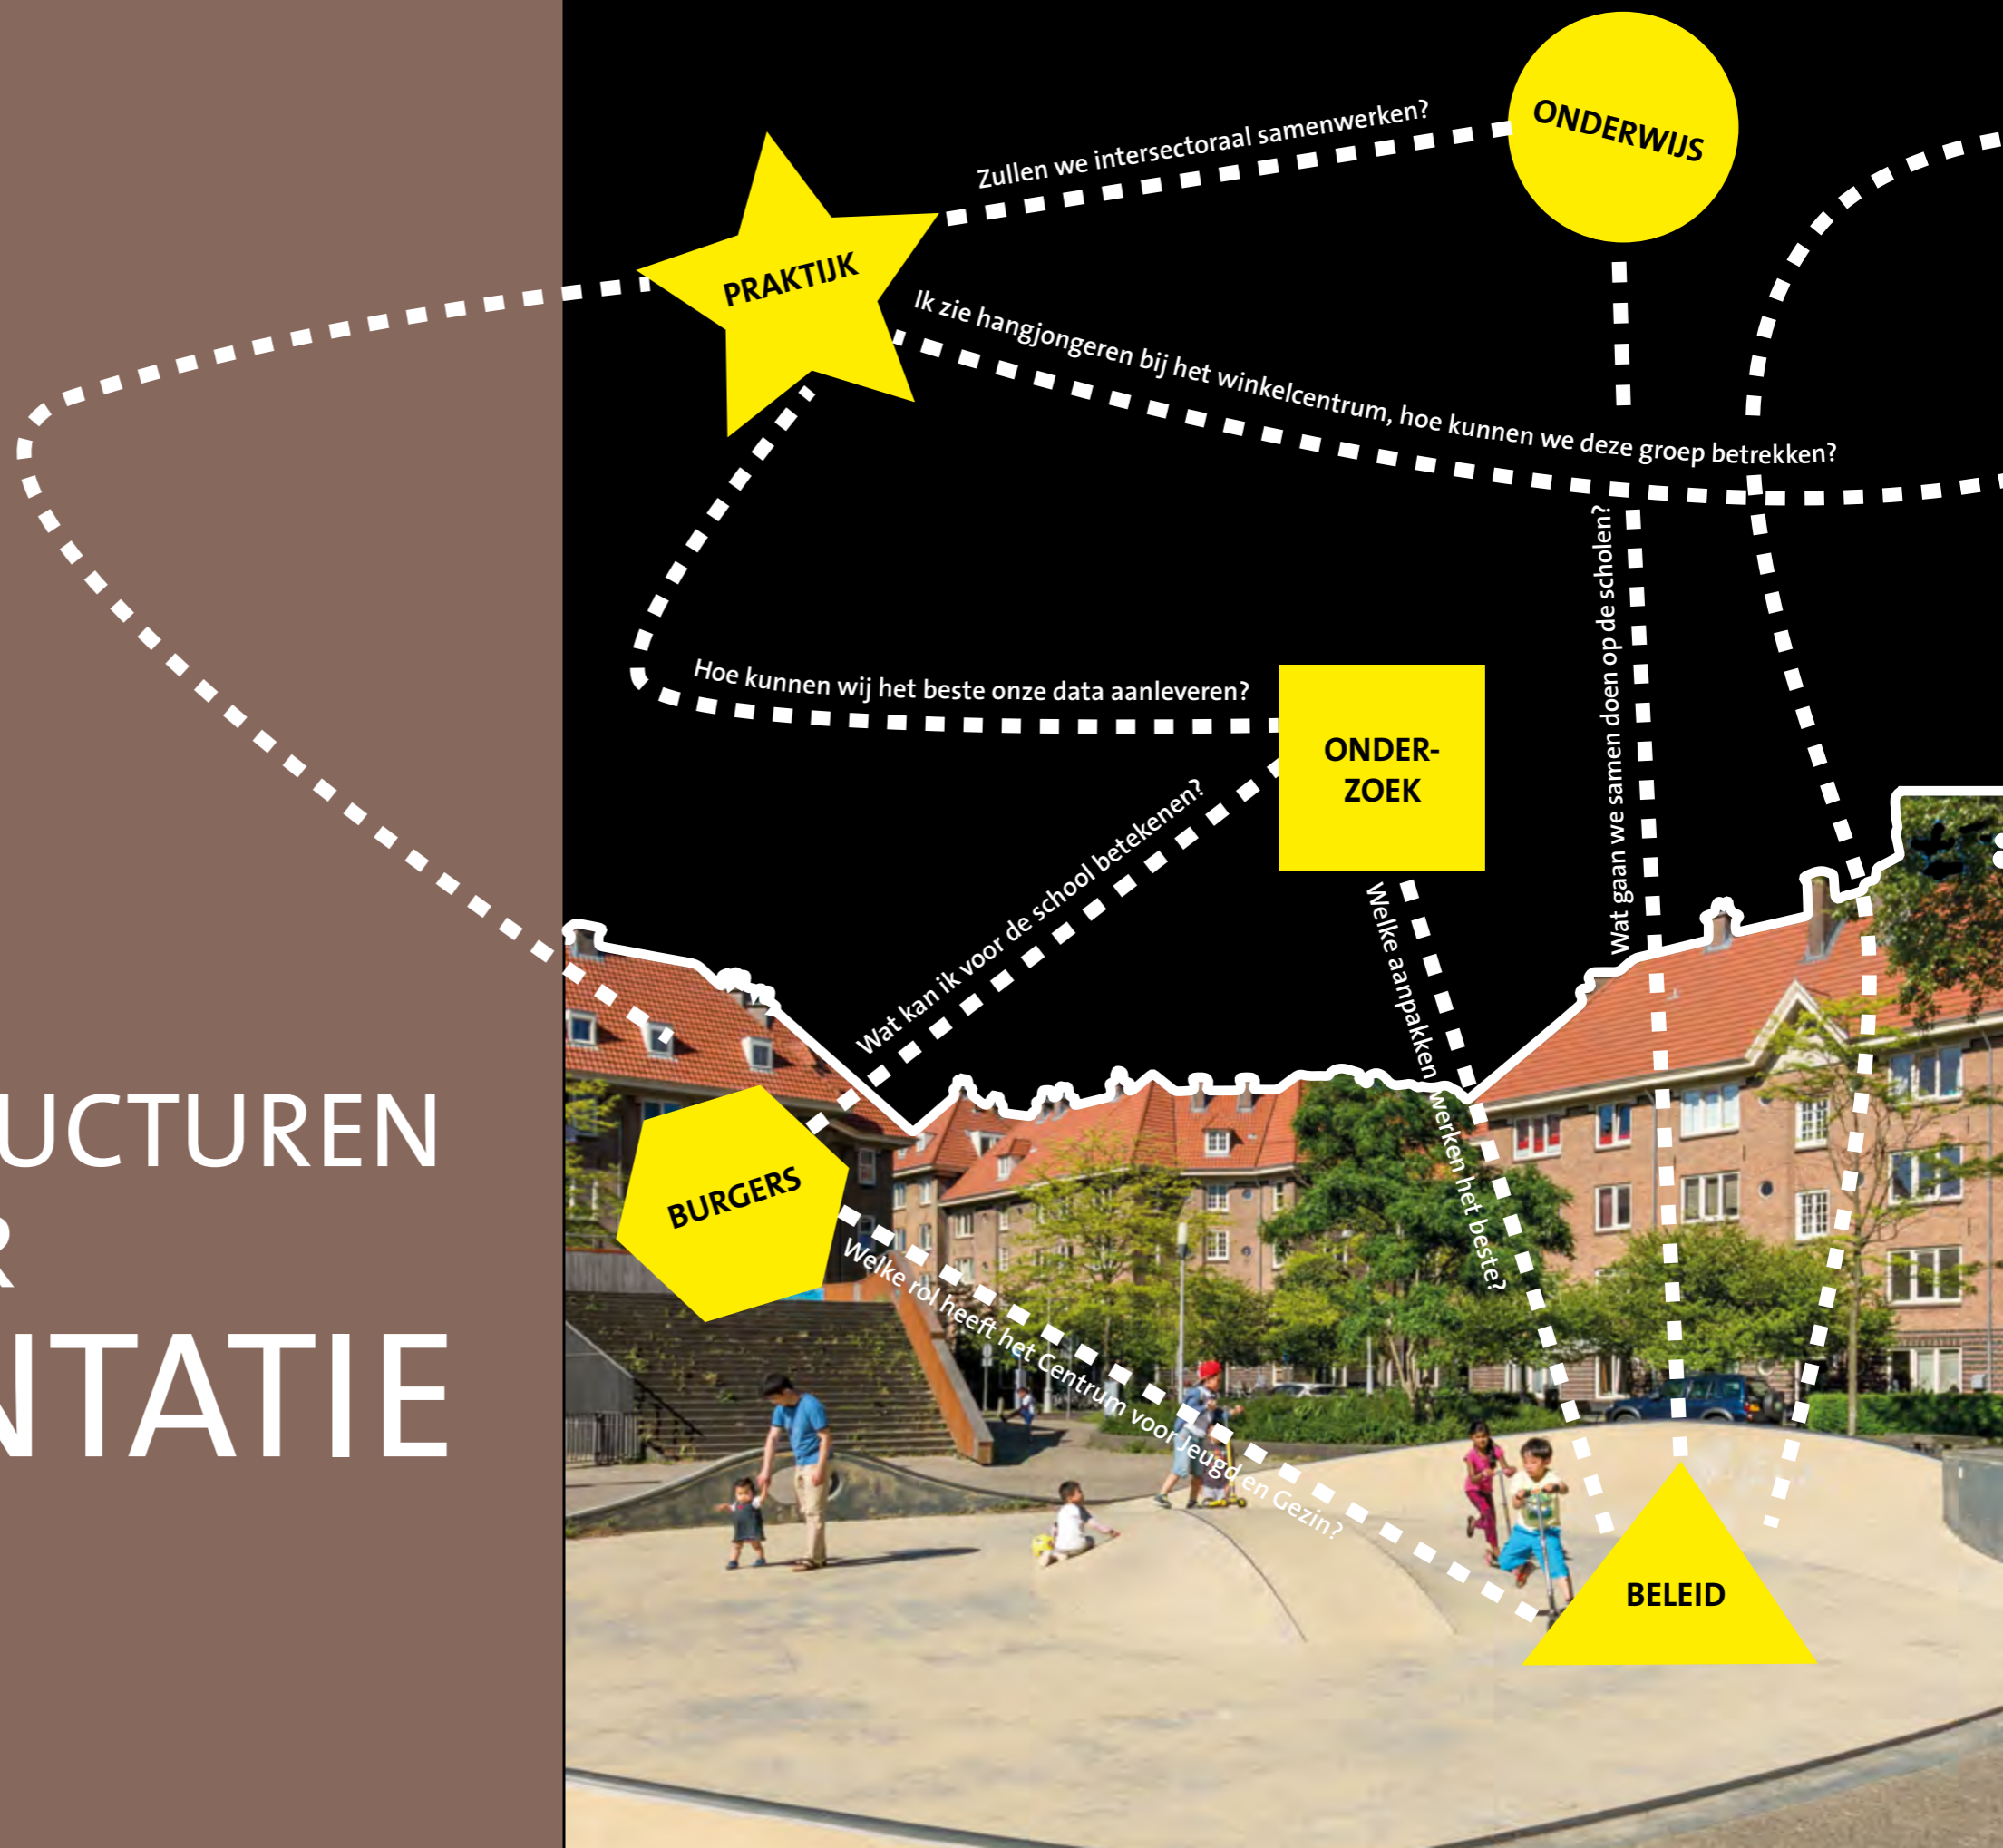 ONDERWIJS
Zullen we intersectoraal samenwerken?
PRAKTIJK
Ik zie hangjongeren bij het winkelcentrum, hoe kunnen we deze groep betrekken?
Wat gaan we samen doen op de scholen?
Hoe kunnen wij het beste onze data aanleveren?
ONDER-
ZOEK
Wat kan ik voor de school betekenen?
Welke aanpakken werken het beste?
UCTUREN
R
NTATIE
BURGERS
Welke rol heeft het Centrum voor Jeugd en Gezin?
BELEID